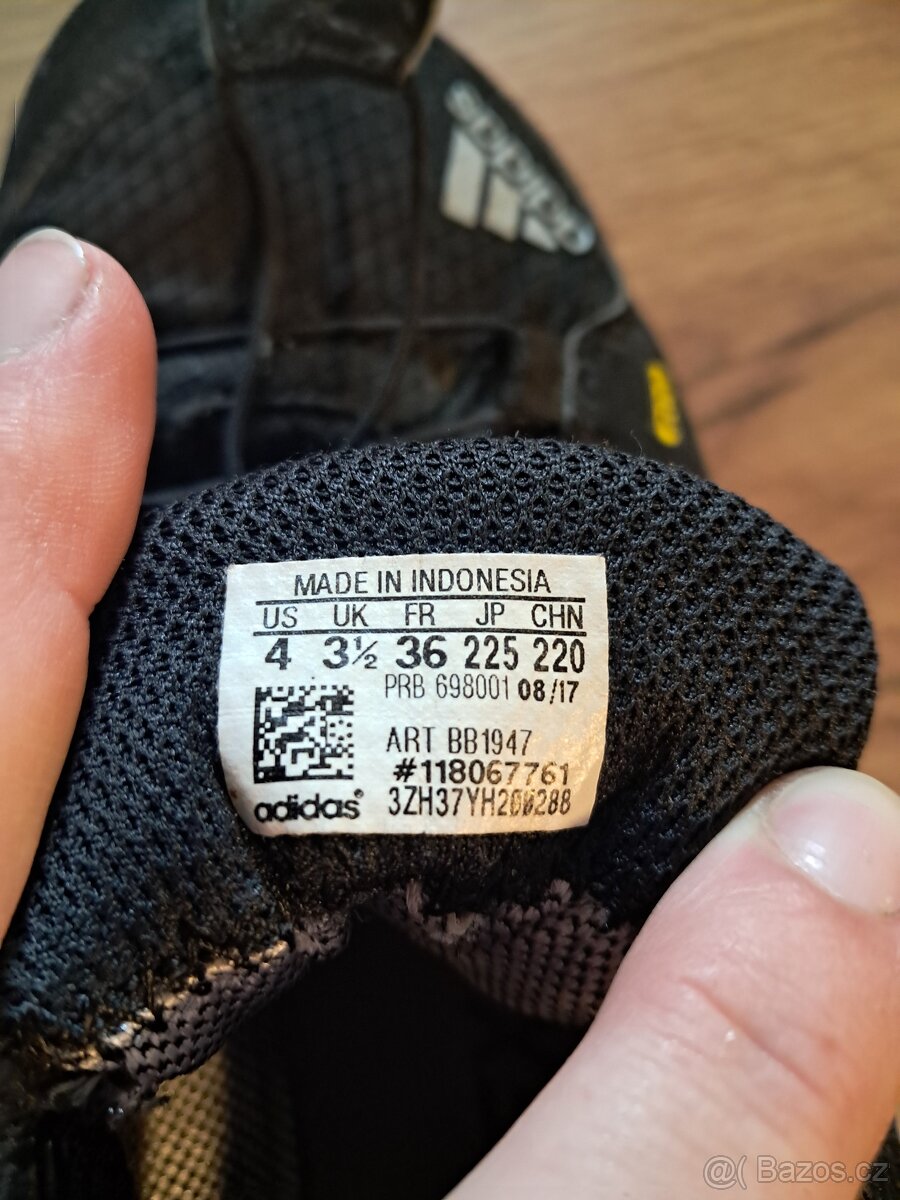 adidas
MADE IN INDONESIA
US UK FR JP CHN
4 3½ 36 225 220
PRB 698001 08/17
ART BB1947
#118067761
adidas® 3ZH37YH200288
@( Bazos.cz